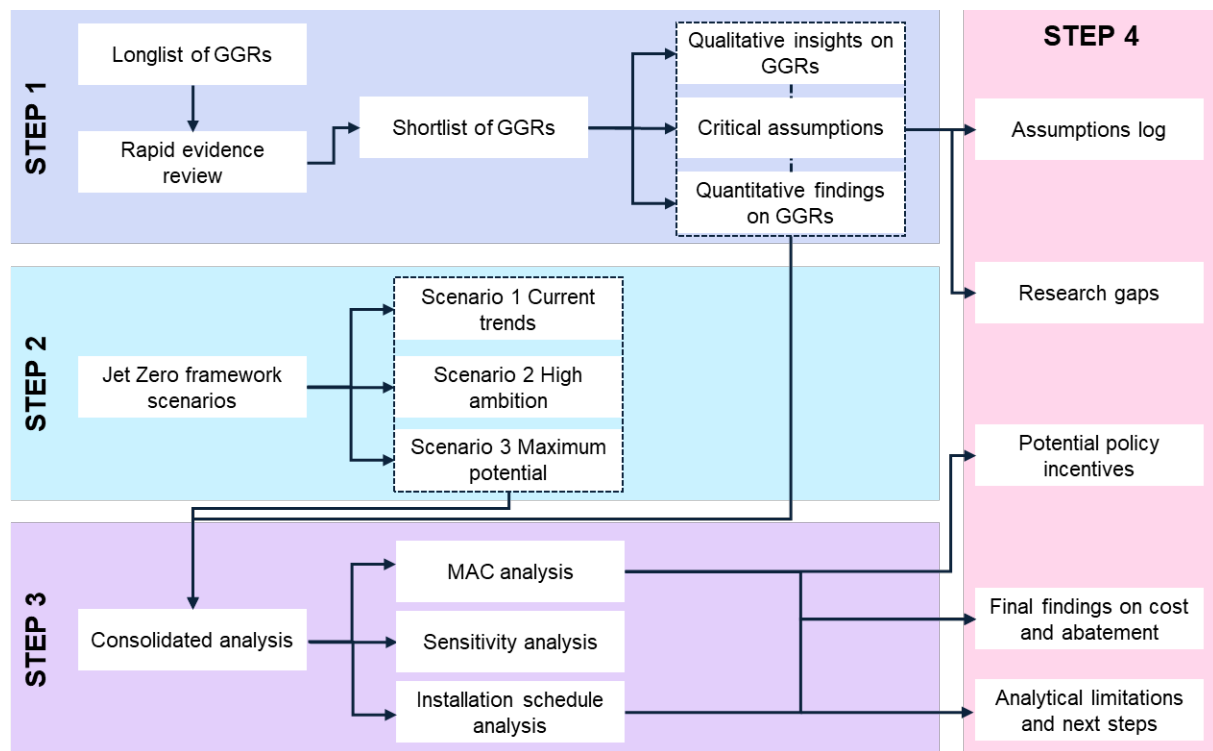 STEP 1
Longlist of GGRs
Rapid evidence
review
Shortlist of GGRs
Qualitative insights on
GGRs
Critical assumptions
Quantitative findings
on GGRs
STEP 2
Jet Zero framework
scenarios
Scenario 1 Current
trends
Scenario 2 High
ambition
Scenario 3 Maximum
potential
STEP 3
Consolidated analysis
MAC analysis
Sensitivity analysis
Installation schedule
analysis
STEP 4
Assumptions log
Research gaps
Potential policy
incentives
Final findings on cost
and abatement
Analytical limitations
and next steps